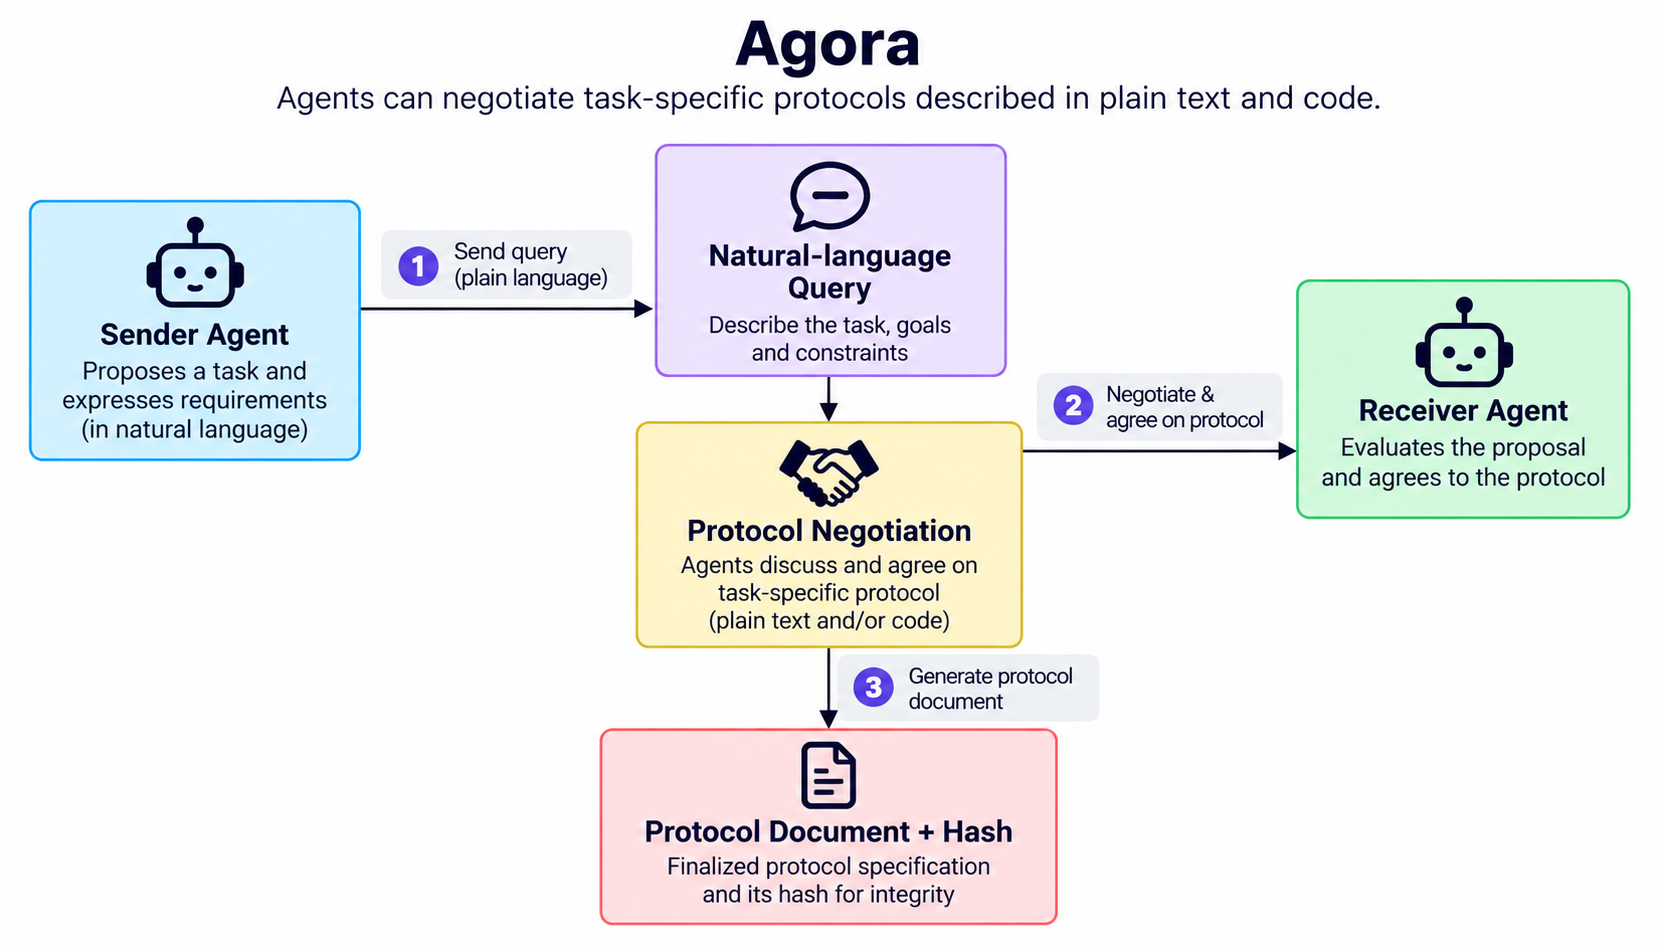 Agora
Agents can negotiate task-specific protocols described in plain text and code.
Sender Agent
Proposes a task and
expresses requirements
(in natural language)
1
Send query
(plain language)
Natural-language
Query
Describe the task, goals
and constraints
Protocol Negotiation
Agents discuss and agree on
task-specific protocol
(plain text and/or code)
2
Negotiate &
agree on protocol
Receiver Agent
Evaluates the proposal
and agrees to the protocol
3
Generate protocol
document
Protocol Document + Hash
Finalized protocol specification
and its hash for integrity